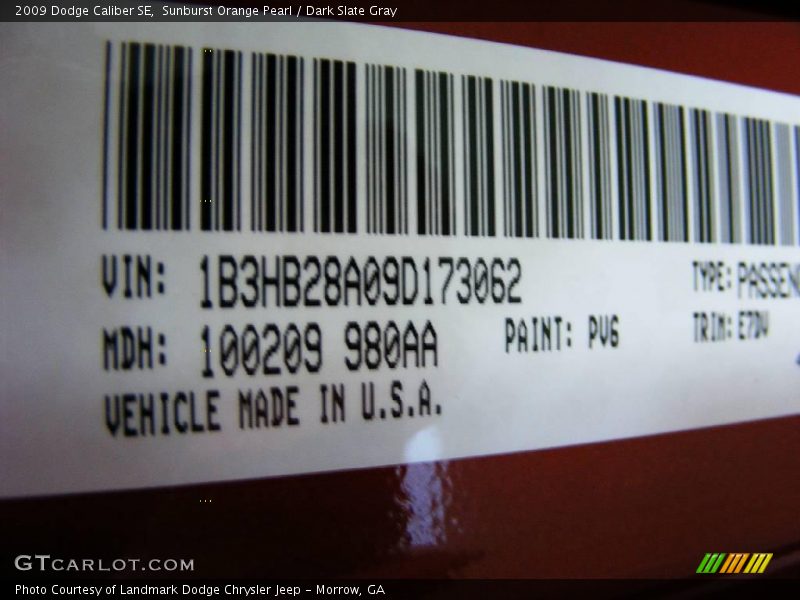 2009 Dodge Caliber SE,  Sunburst Orange Pearl / Dark Slate Gray
VIN: 1B3HB28A09D173062 TYPE: PASSEN
MDH: 100209 980AA PAINT: PV6 TRIM: E7DV
VEHICLE MADE IN U.S.A.
GTCARLOT.COM
Photo Courtesy of Landmark Dodge Chrysler Jeep – Morrow, GA